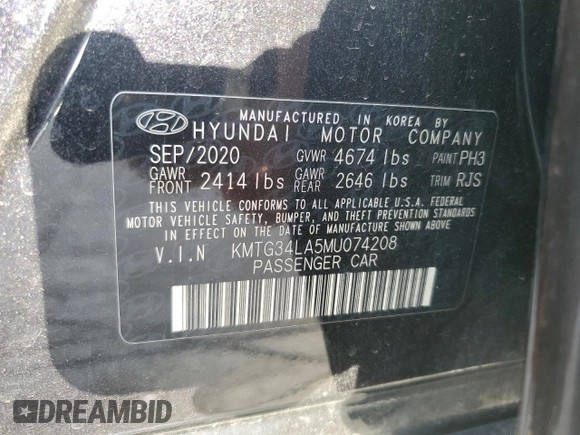 MANUFACTURED IN KOREA BY
HYUNDAI MOTOR COMPANY
SEP/2020 GVWR 4674 lbs PAINT PH3
GAWR FRONT 2414 lbs GAWR REAR 2646 lbs TRIM RJS
THIS VEHICLE CONFORMS TO ALL APPLICABLE U.S.A. FEDERAL
MOTOR VEHICLE SAFETY, BUMPER, AND THEFT PREVENTION STANDARDS
IN EFFECT ON THE DATE OF MANUFACTURE SHOWN ABOVE
V.I.N KMTG34LA5MU074208
PASSENGER CAR
DREAMBID